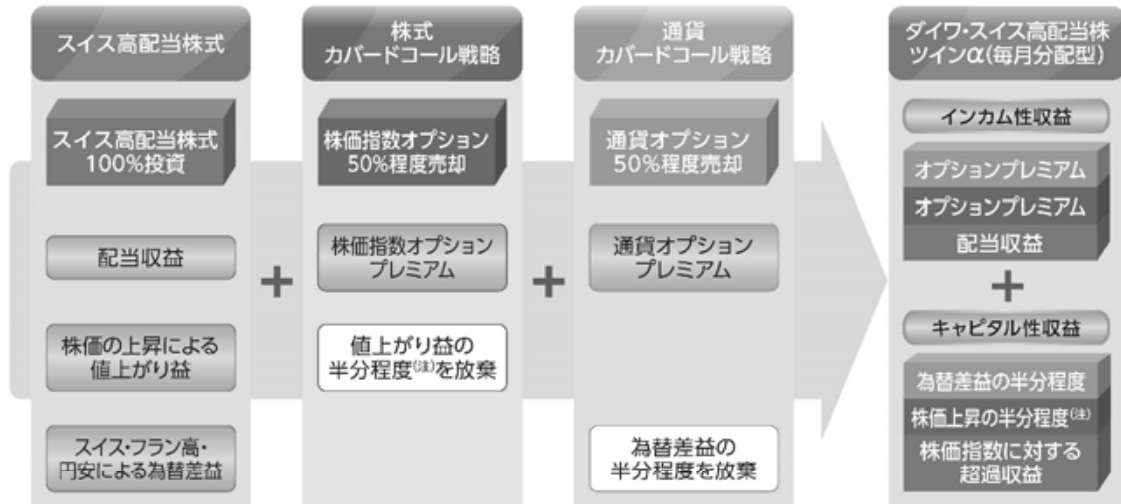 スイス高配当株式
スイス高配当株式
100%投資
配当収益
株価の上昇による
値上がり益
スイス・フラン高・
円安による為替差益
+
株式
カバードコール戦略
株価指数オプション
50%程度売却
株価指数オプション
プレミアム
値上がり益の
半分程度(注)を放棄
+
通貨
カバードコール戦略
通貨オプション
50%程度売却
通貨オプション
プレミアム
為替差益の
半分程度を放棄
ダイワ・スイス高配当株
ツインα(毎月分配型)
インカム性収益
オプションプレミアム
オプションプレミアム
配当収益
+
キャピタル性収益
為替差益の半分程度
株価上昇の半分程度(注)
株価指数に対する
超過収益